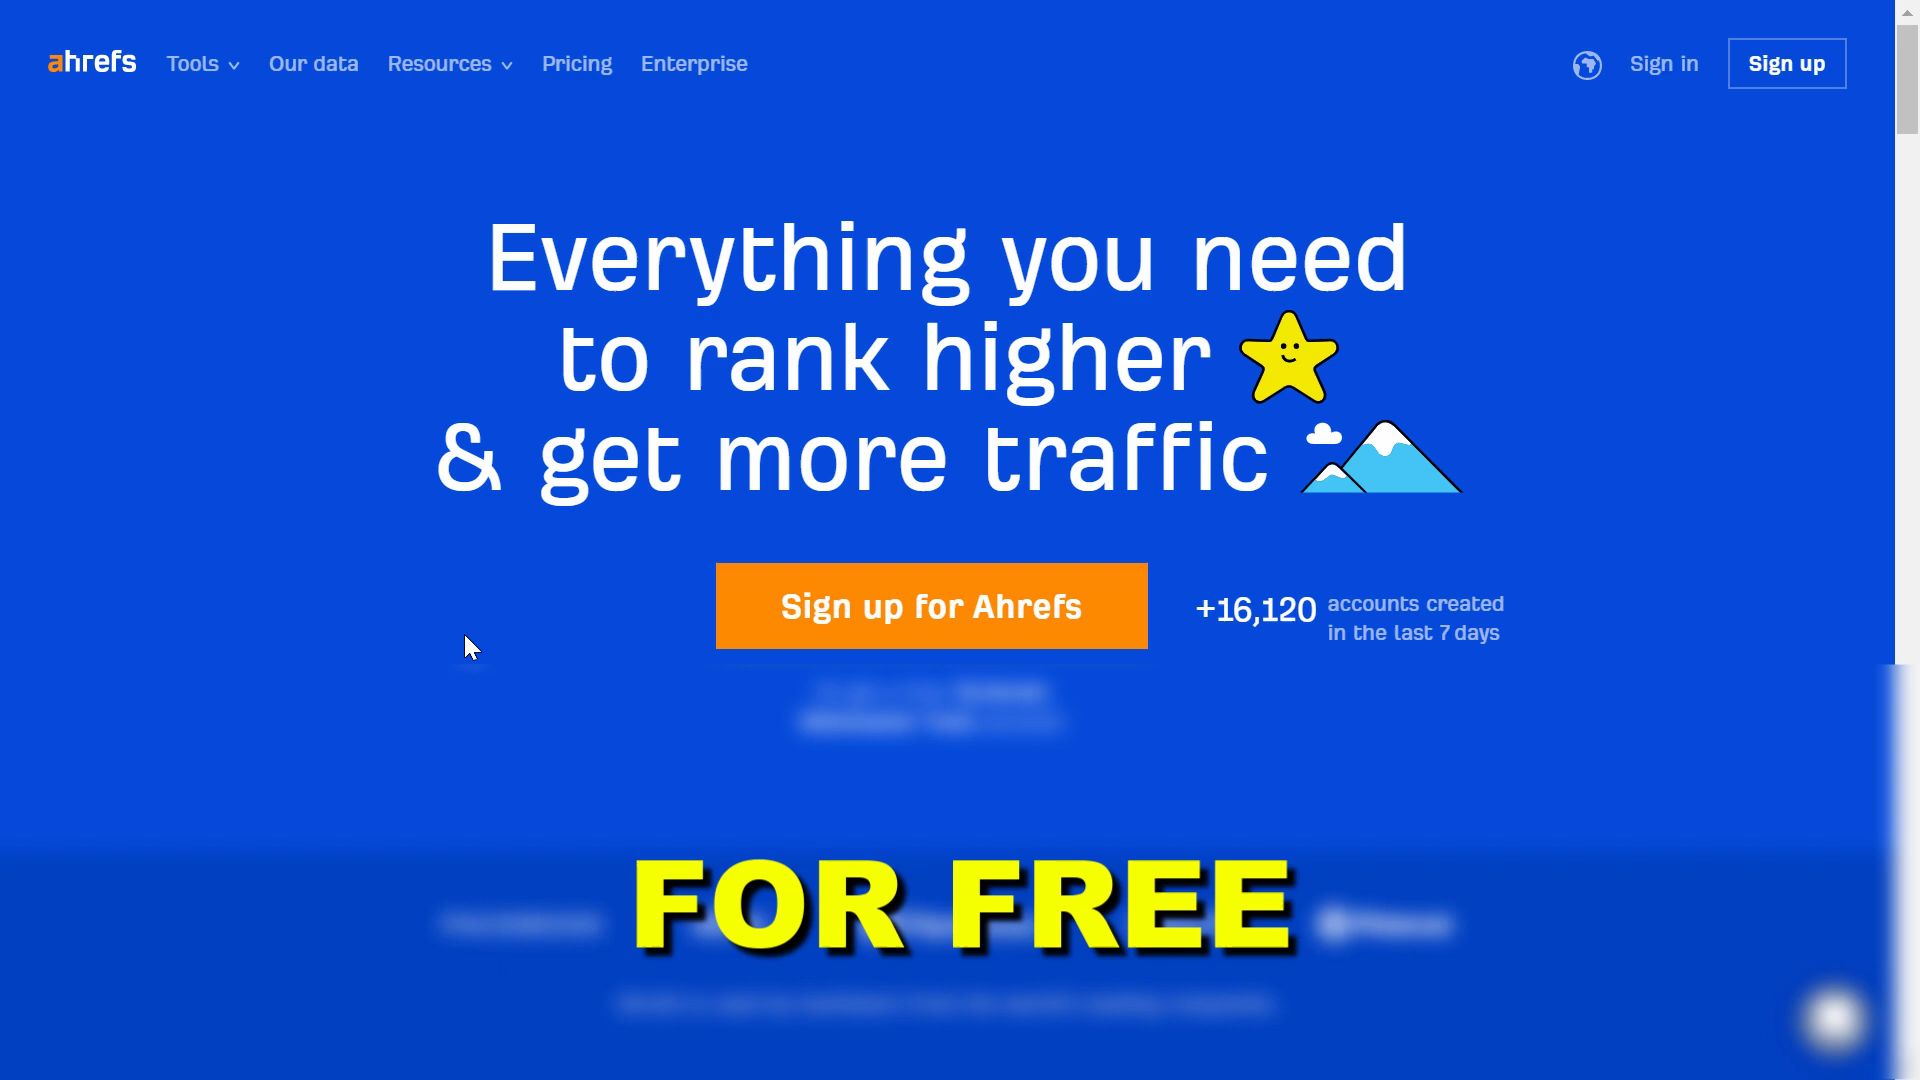 ahrefs Tools Our data Resources Pricing Enterprise Sign in Sign up
Everything you need
to rank higher
& get more traffic
Sign up for Ahrefs
+16,120 accounts created
in the last 7 days
FOR FREE